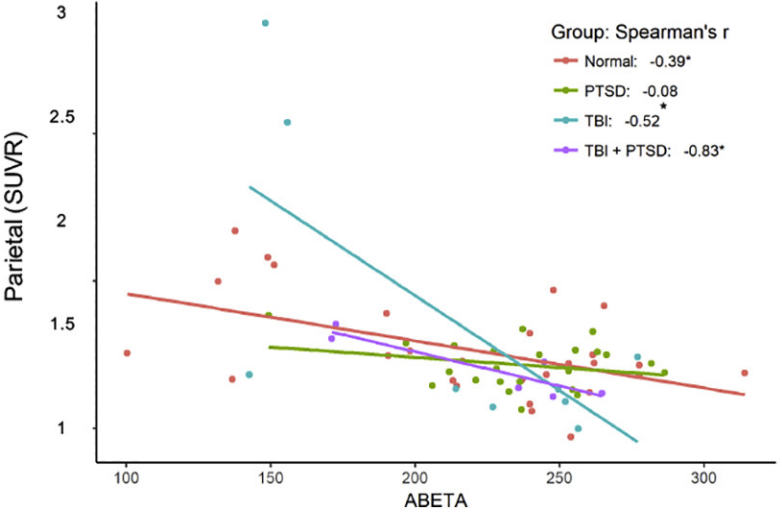 Group: Spearman's r
Normal: -0.39*
PTSD: -0.08
TBI: -0.52*
TBI + PTSD: -0.83*
Parietal (SUVR)
3
2.5
2
1.5
1
100 150 200 250 300
ABETA